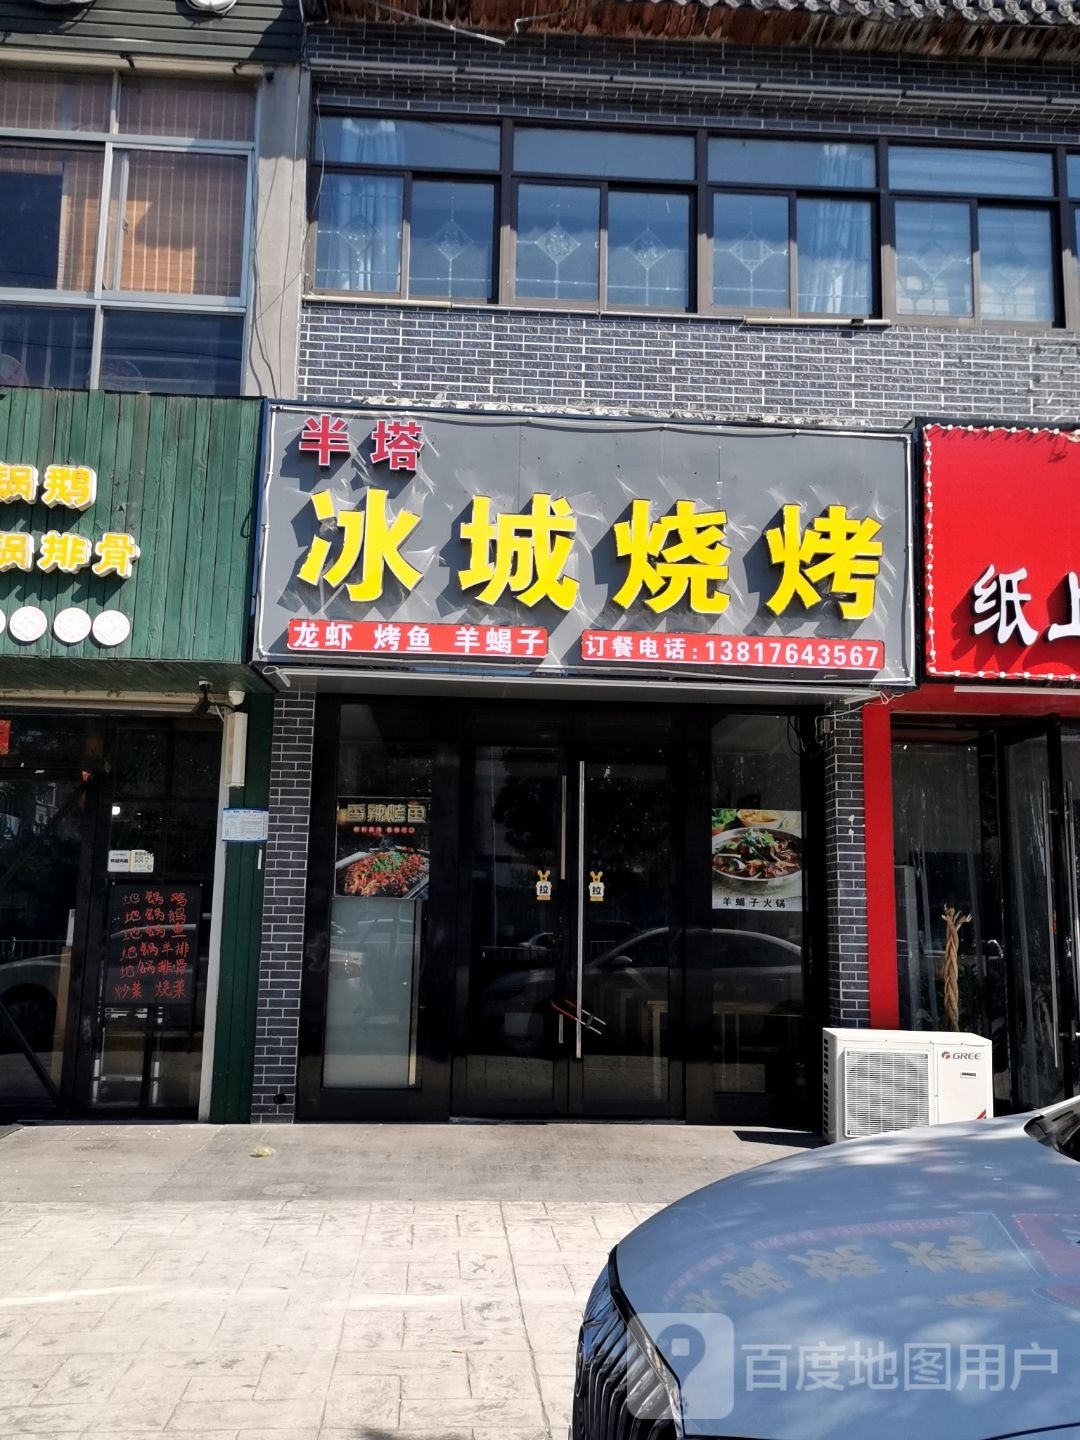 半塔
冰城烧烤
龙虾 烤鱼 羊蝎子
订餐电话:13817643567
锅鹅
锅排骨
纸上
香辣烤鱼
羊蝎子火锅
拉
拉
地锅鸡
地锅鹅
地锅鱼
地锅羊排
地锅排骨
炒菜 烧菜
GREE
百度地图用户